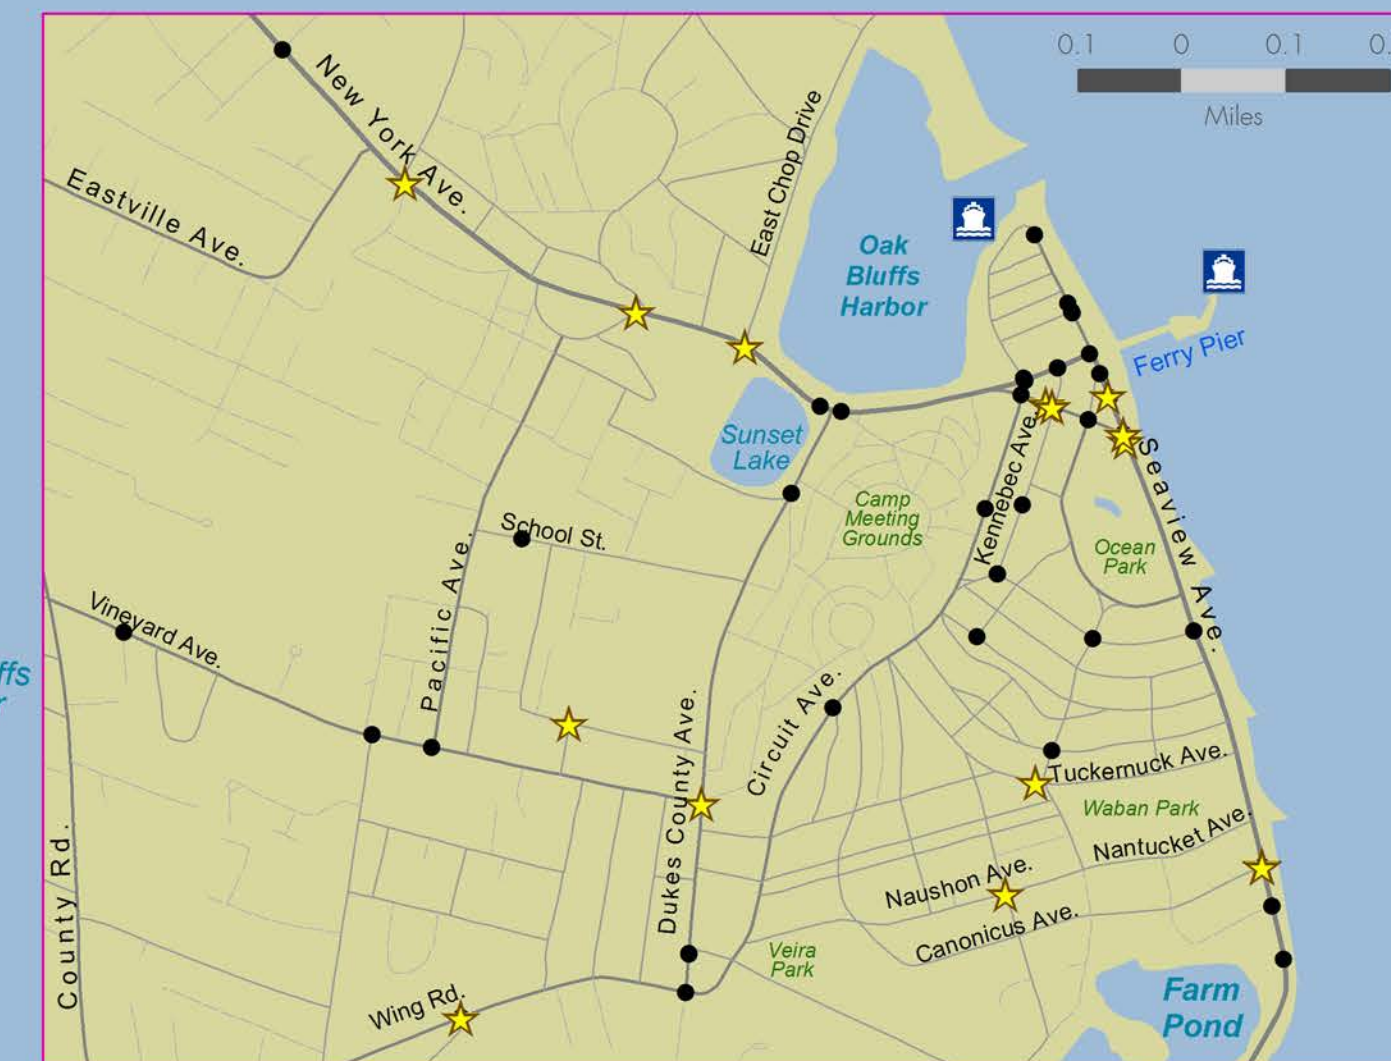 0.1 0 0.1 0.
Miles
New York Ave.
Eastville Ave.
East Chop Drive
Oak
Bluffs
Harbor
Ferry Pier
Sunset
Lake
Kennebec Ave.
Seaview Ave.
Camp
Meeting
Grounds
School St.
Ocean
Park
Pacific Ave.
Vineyard Ave.
ffs
Dukes County Ave.
Circuit Ave.
Tuckernuck Ave.
Waban Park
Nantucket Ave.
Naushon Ave.
Canonicus Ave.
County Rd.
Veira
Park
Wing Rd.
Farm
Pond